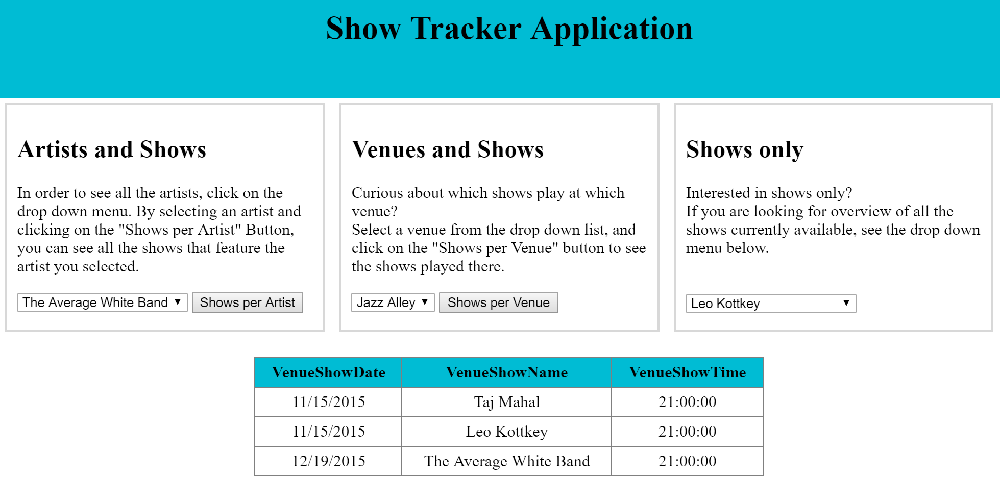 Show Tracker Application
Artists and Shows
In order to see all the artists, click on the
drop down menu. By selecting an artist and
clicking on the "Shows per Artist" Button,
you can see all the shows that feature the
artist you selected.
The Average White Band Shows per Artist
Venues and Shows
Curious about which shows play at which
venue?
Select a venue from the drop down list, and
click on the "Shows per Venue" button to see
the shows played there.
Jazz Alley Shows per Venue
Shows only
Interested in shows only?
If you are looking for overview of all the
shows currently available, see the drop down
menu below.
Leo Kottkey
VenueShowDate VenueShowName VenueShowTime
11/15/2015 Taj Mahal 21:00:00
11/15/2015 Leo Kottkey 21:00:00
12/19/2015 The Average White Band 21:00:00